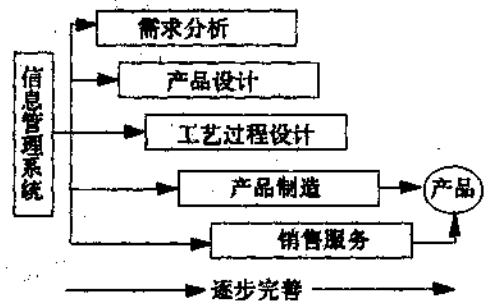 需求分析
产品设计
信息管理系统
工艺过程设计
产品制造
产品
销售服务
逐步完善